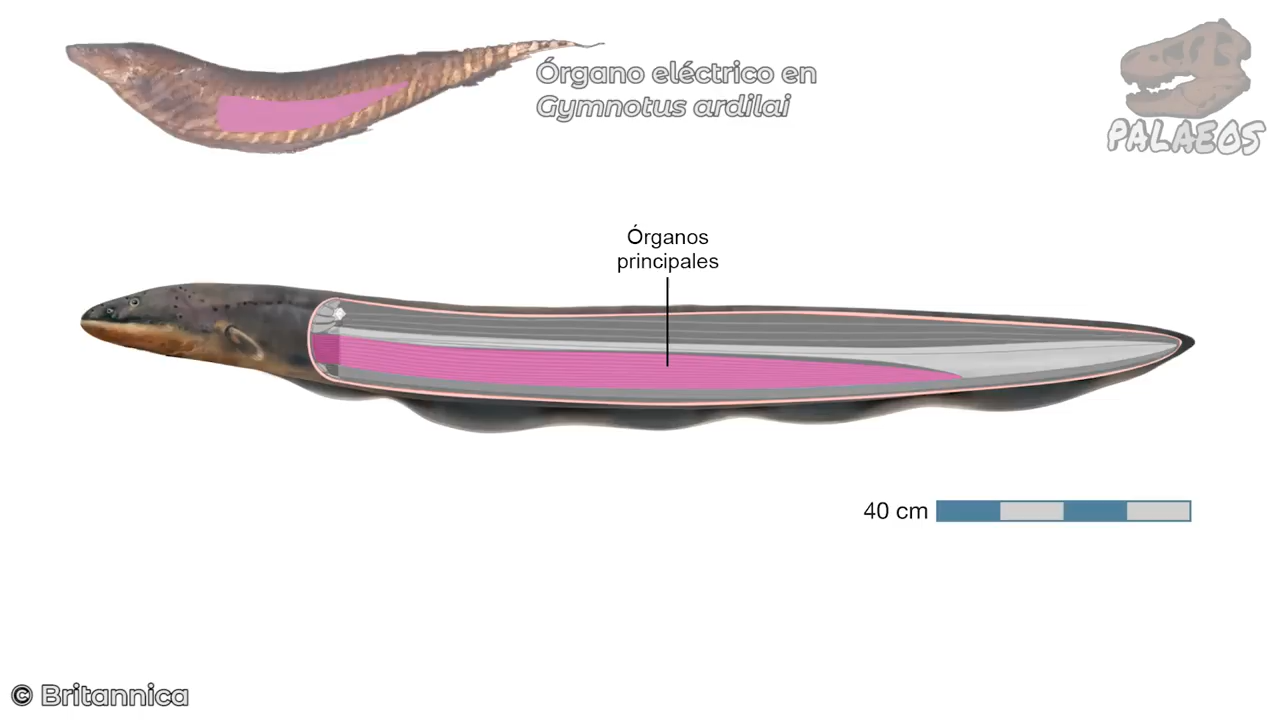 Órgano eléctrico en
Gymnotus ardilai
PALAEOS
Órganos
principales
40 cm
© Britannica